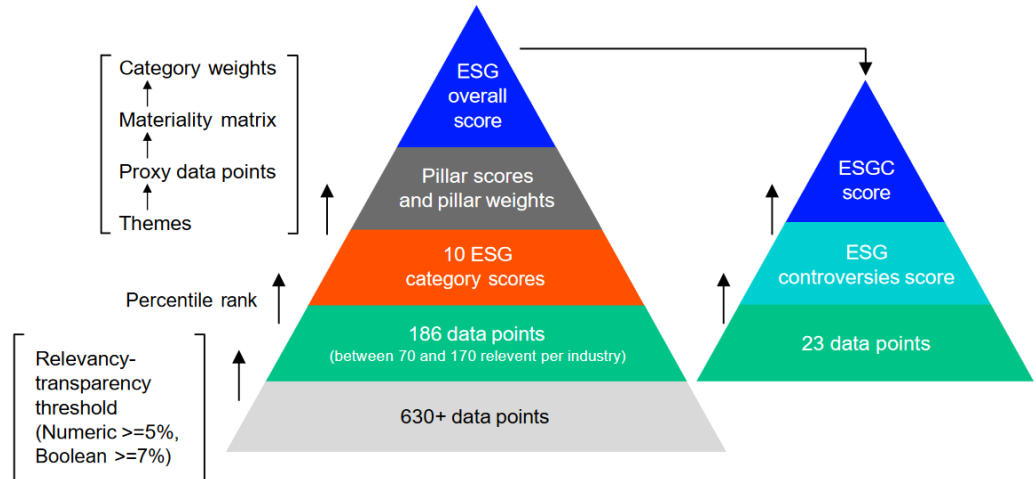 Category weights
Materiality matrix
Proxy data points
Themes
Percentile rank
Relevancy-
transparency
threshold
(Numeric >=5%,
Boolean >=7%)
ESG
overall
score
Pillar scores
and pillar weights
10 ESG
category scores
186 data points
(between 70 and 170 relevent per industry)
630+ data points
ESGC
score
ESG
controversies score
23 data points